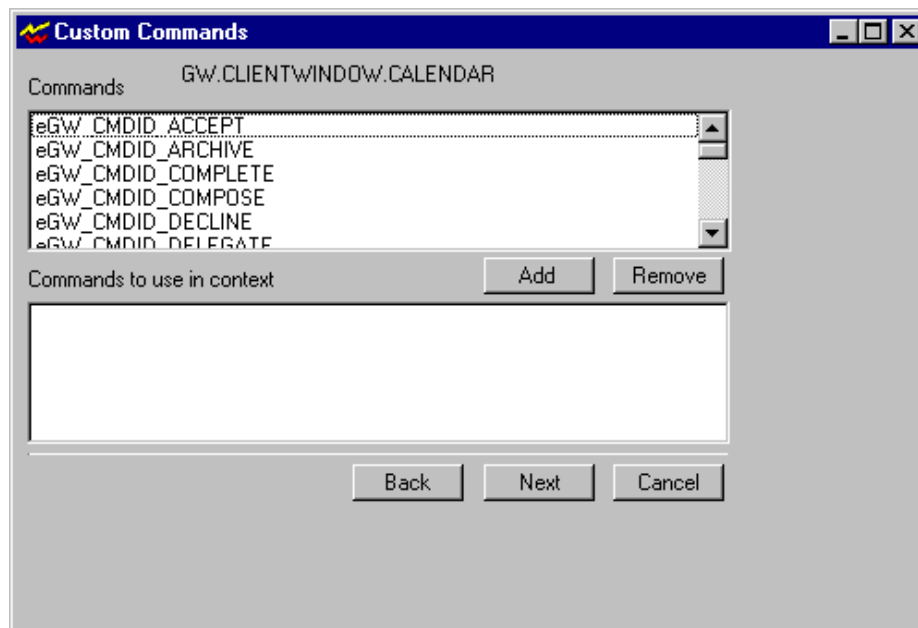 Custom Commands
GW.CLIENTWINDOW.CALENDAR
Commands
eGW_CMDID_ACCEPT
eGW_CMDID_ARCHIVE
eGW_CMDID_COMPLETE
eGW_CMDID_COMPOSE
eGW_CMDID_DECLINE
eGW_CMDID_DELEGATE
Commands to use in context
Add Remove
Back Next Cancel